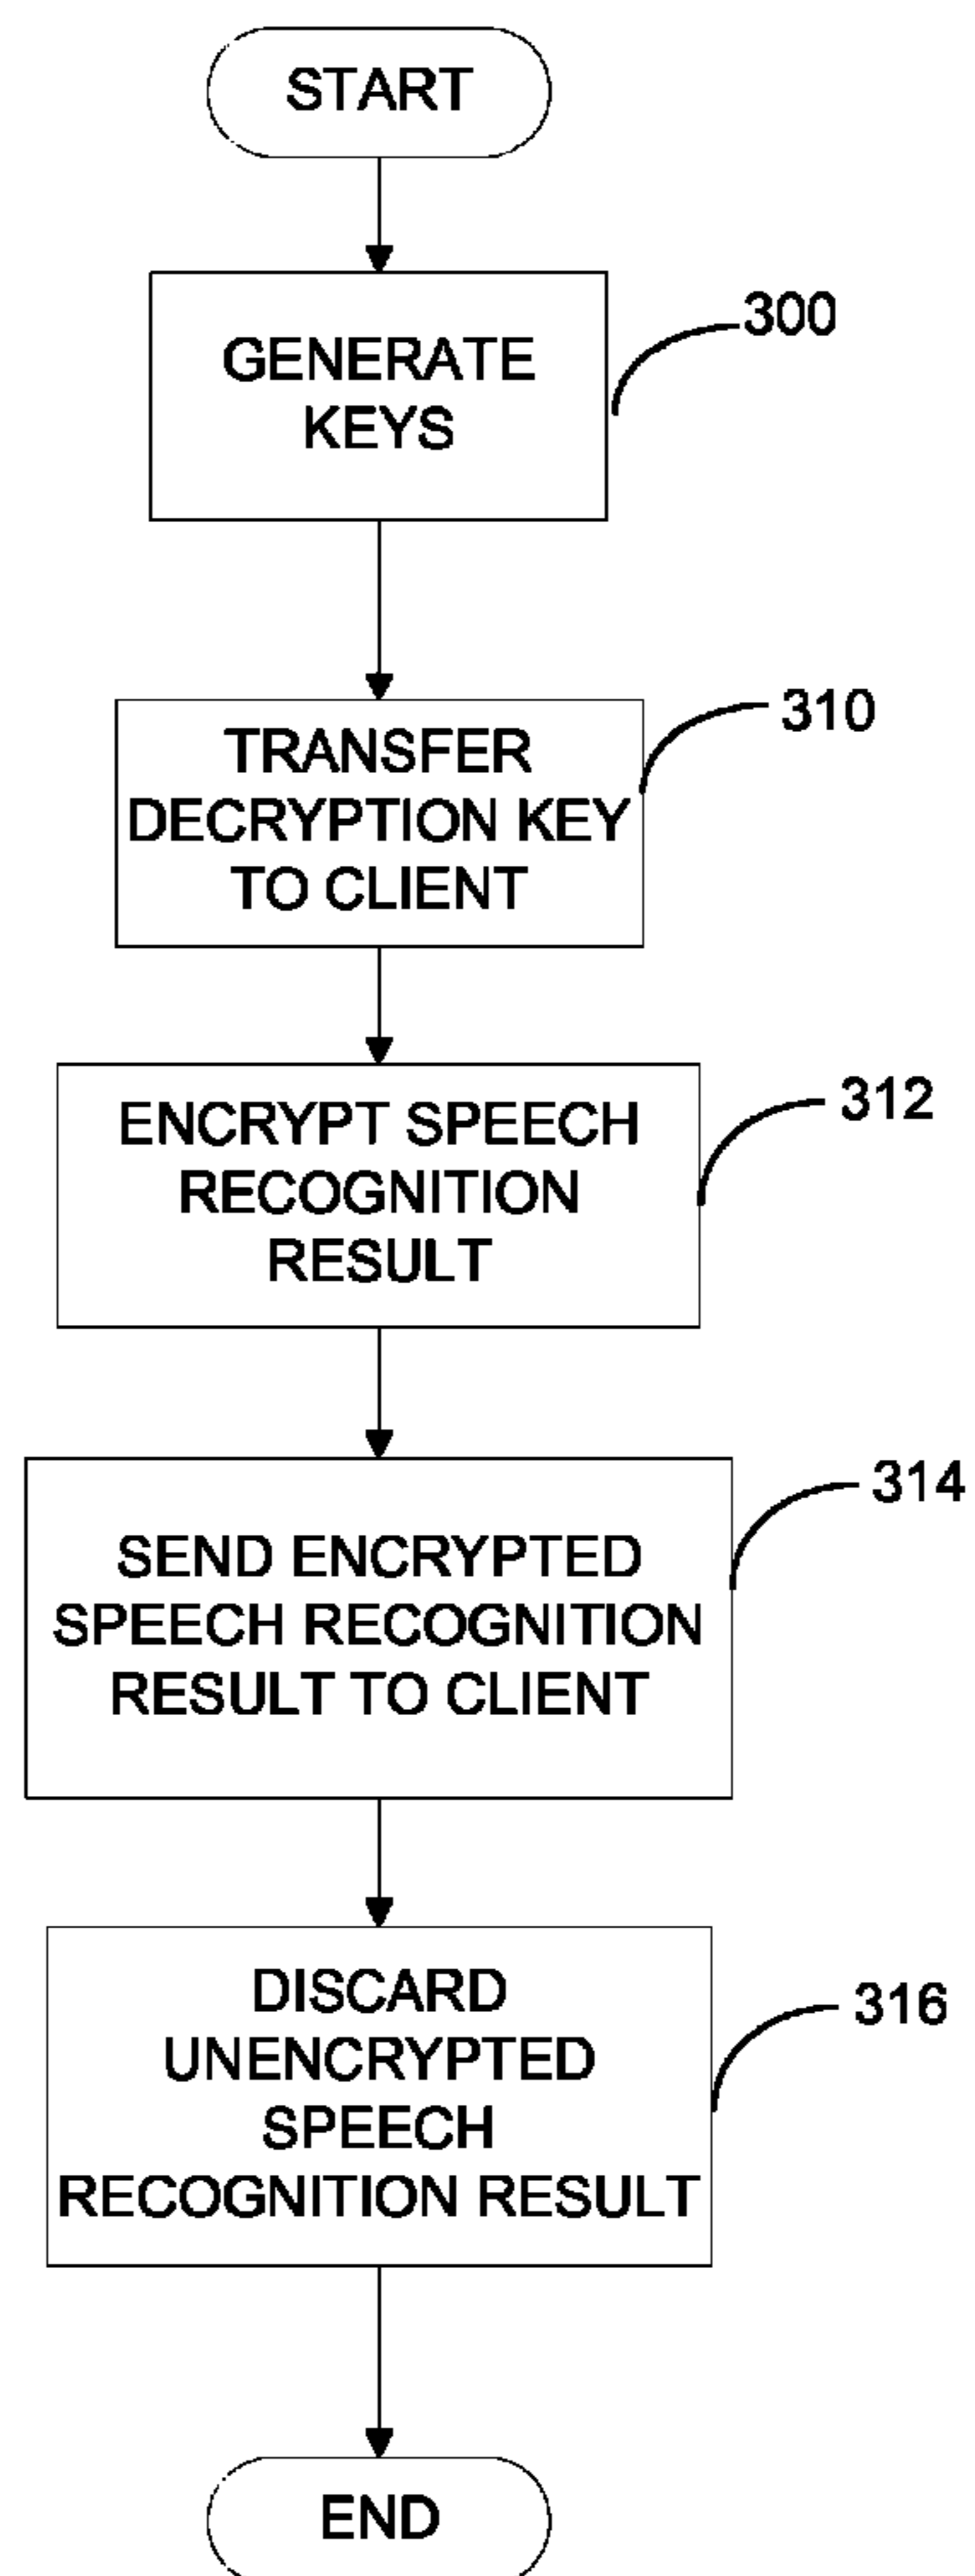 START
GENERATE
KEYS
300
TRANSFER
DECRYPTION KEY
TO CLIENT
310
ENCRYPT SPEECH
RECOGNITION
RESULT
312
SEND ENCRYPTED
SPEECH RECOGNITION
RESULT TO CLIENT
314
DISCARD
UNENCRYPTED
SPEECH
RECOGNITION RESULT
316
END